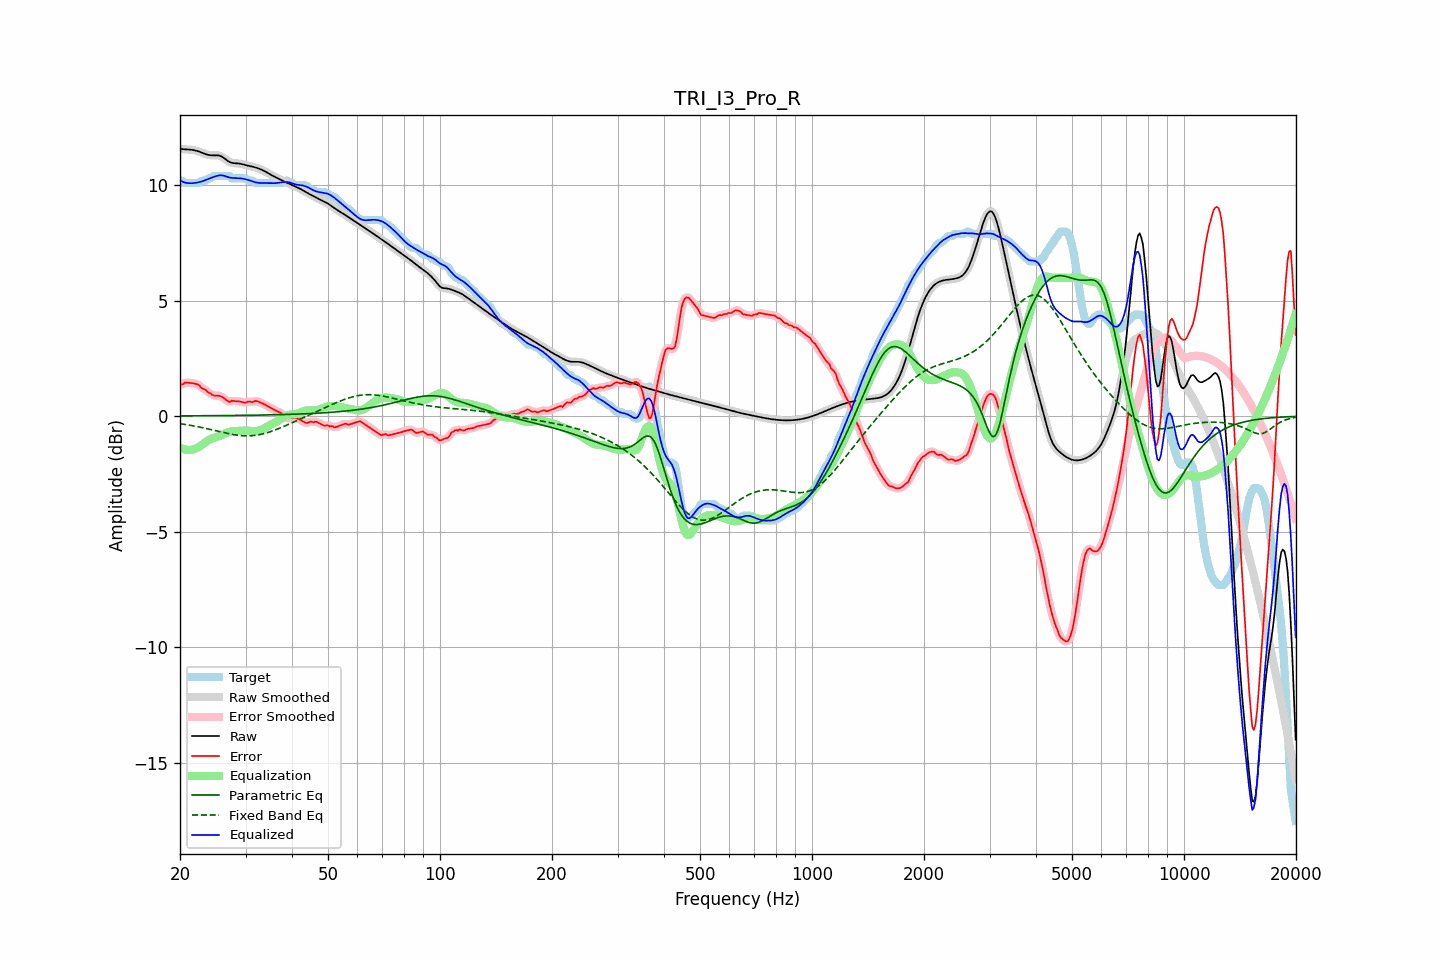 TRI_I3_Pro_R
Amplitude (dBr)
10
5
0
−5
−10
−15
Target
Raw Smoothed
Error Smoothed
Raw
Error
Equalization
Parametric Eq
Fixed Band Eq
Equalized
20 50 100 200 500 1000 2000 5000 10000 20000
Frequency (Hz)